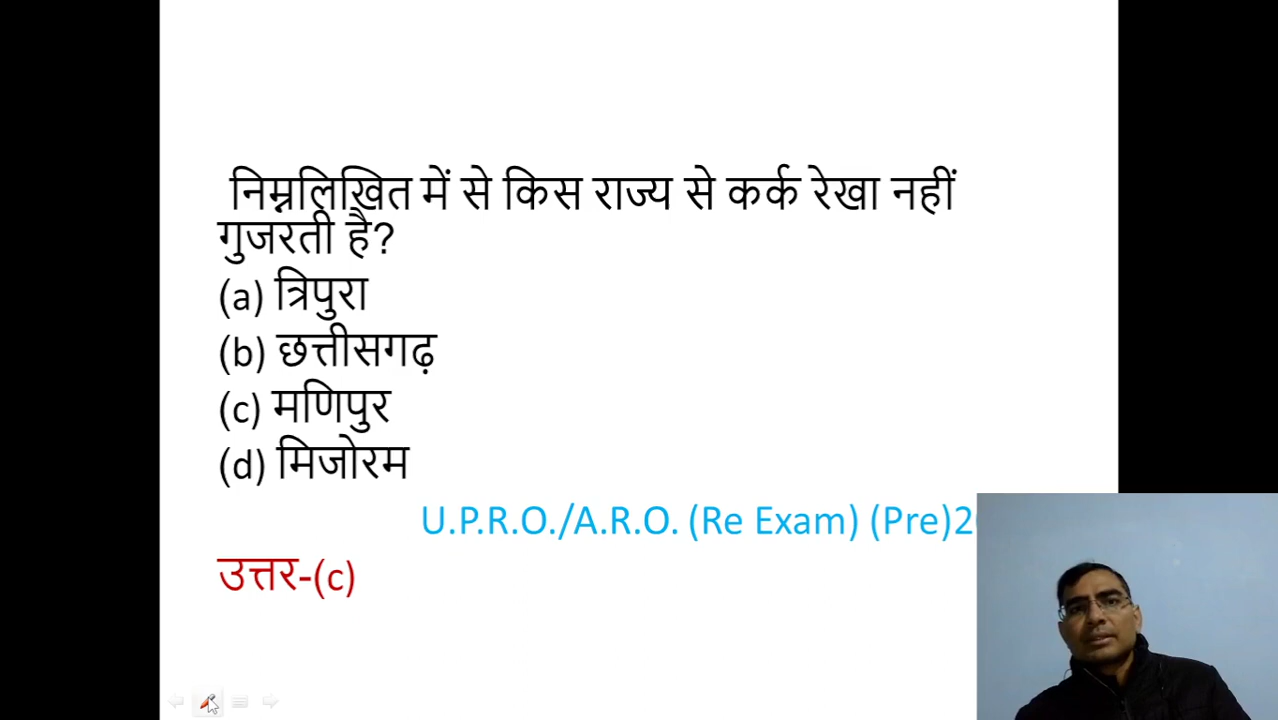 निम्नलिखित में से किस राज्य से कर्क रेखा नहीं
गुजरती है?
(a) त्रिपुरा
(b) छत्तीसगढ़
(c) मणिपुर
(d) मिजोरम
U.P.R.O./A.R.O. (Re Exam) (Pre)2
उत्तर-(c)